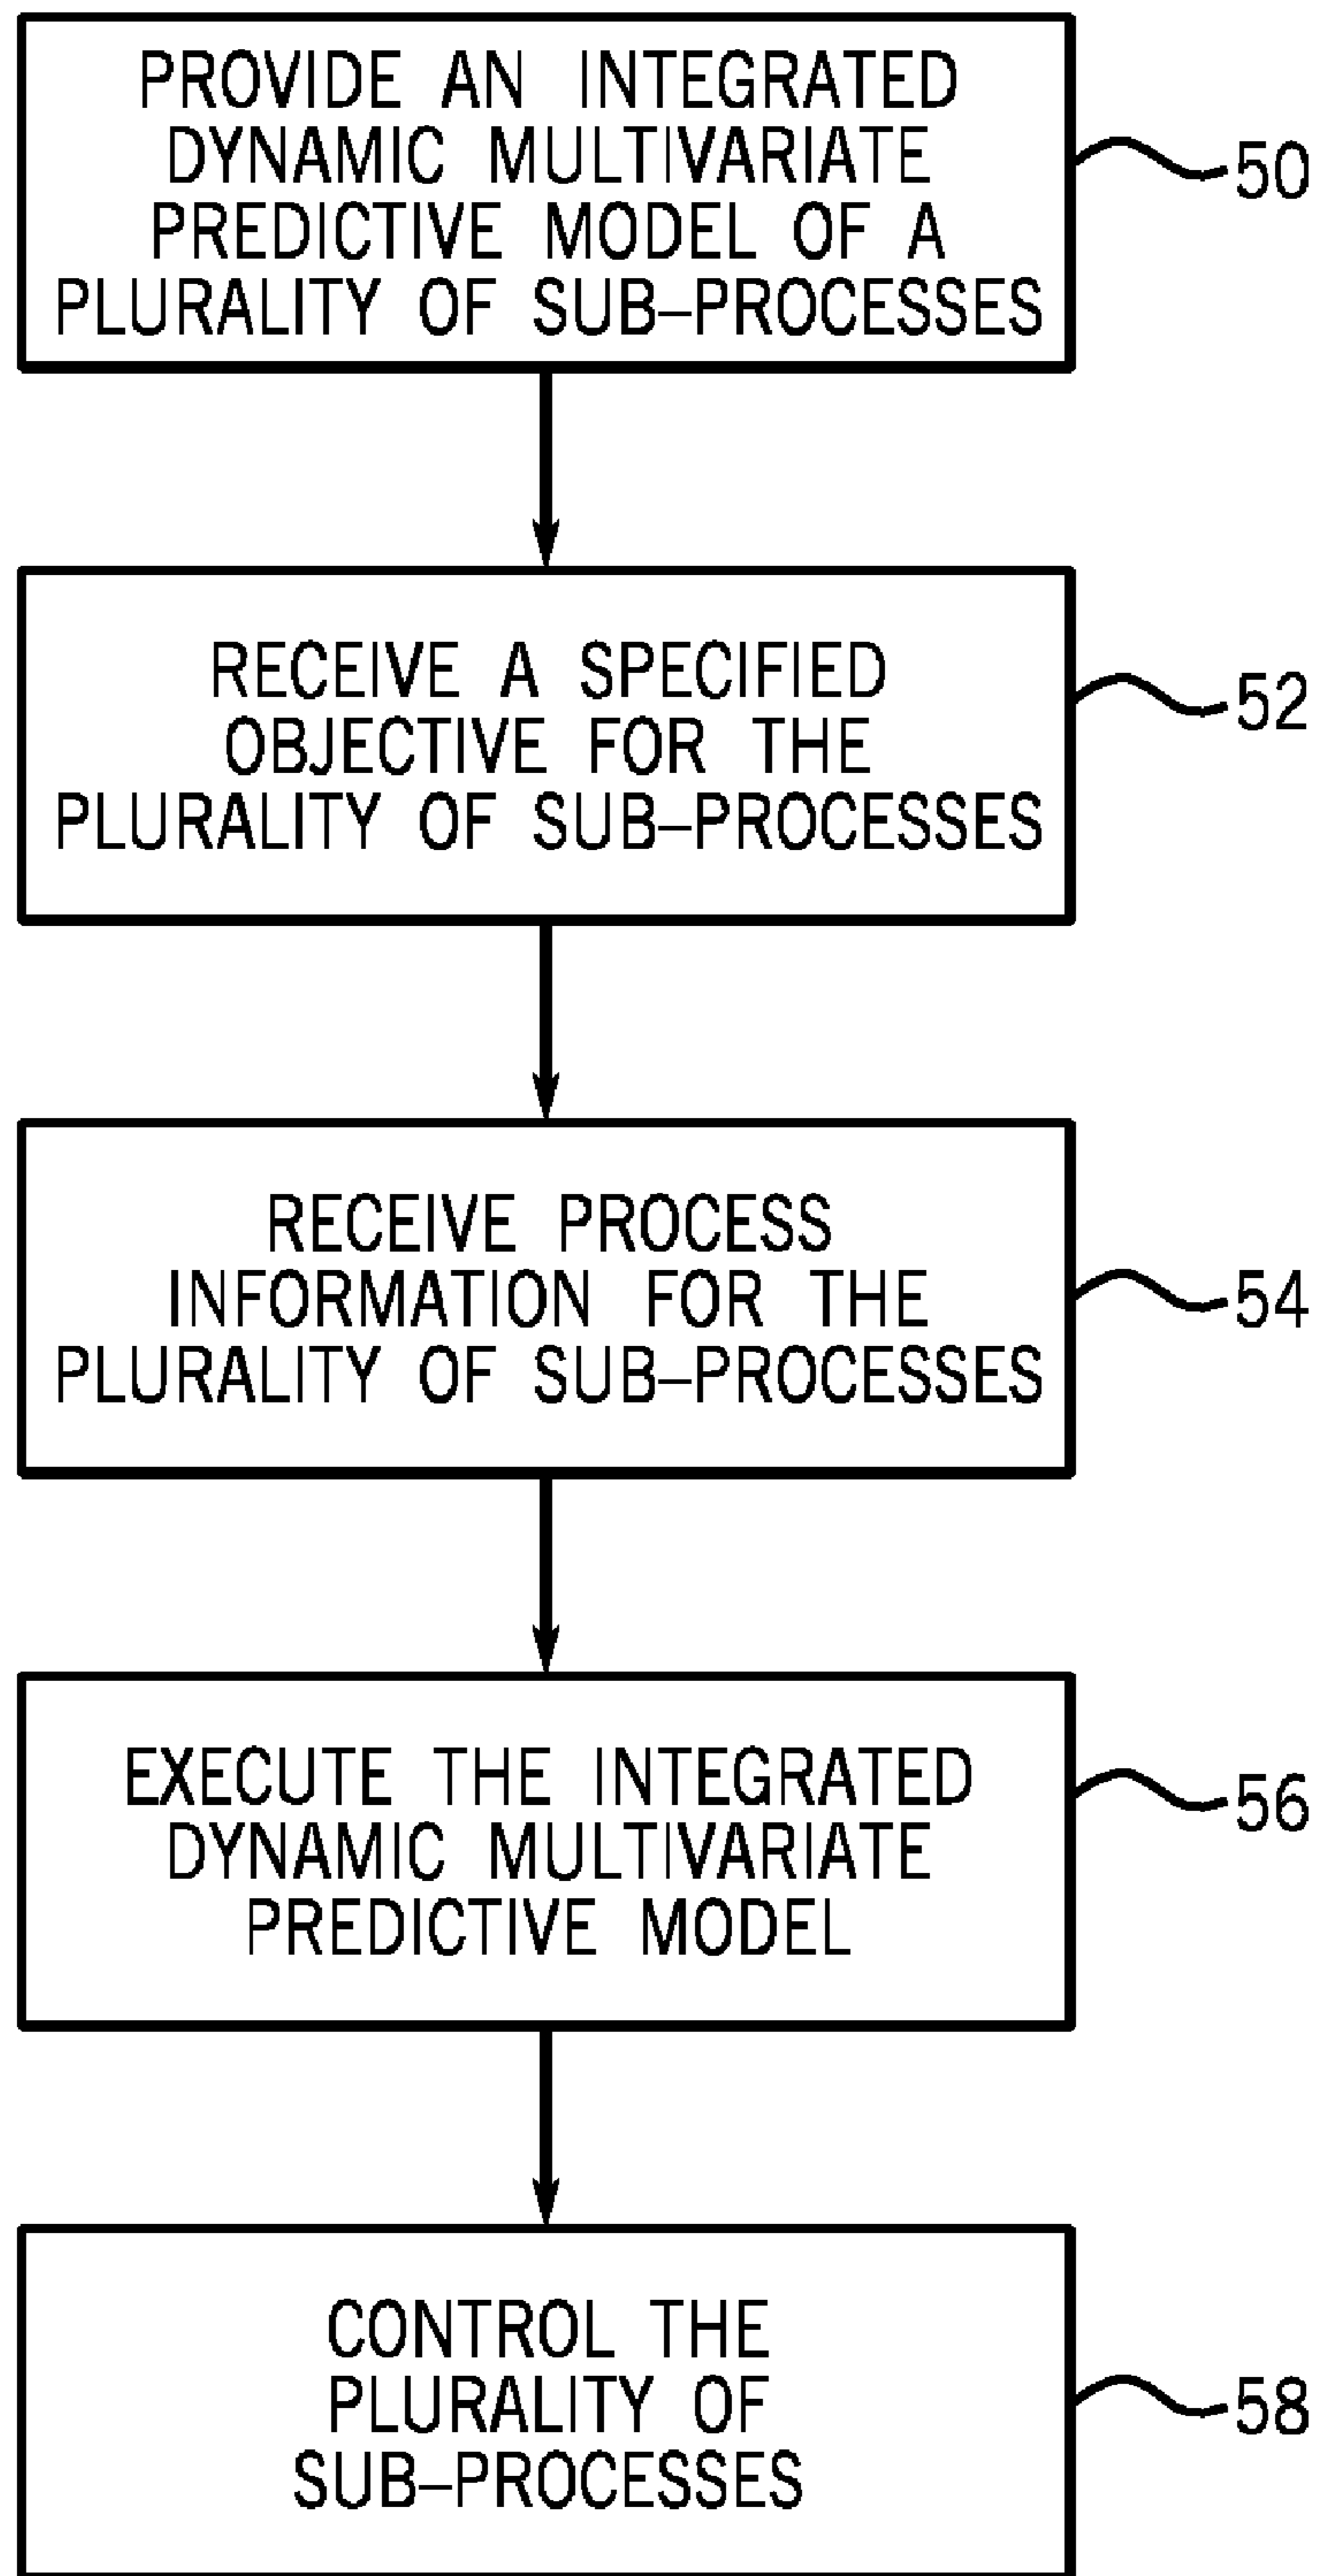 PROVIDE AN INTEGRATED
DYNAMIC MULTIVARIATE
PREDICTIVE MODEL OF A
PLURALITY OF SUB–PROCESSES
50
RECEIVE A SPECIFIED
OBJECTIVE FOR THE
PLURALITY OF SUB–PROCESSES
52
RECEIVE PROCESS
INFORMATION FOR THE
PLURALITY OF SUB–PROCESSES
54
EXECUTE THE INTEGRATED
DYNAMIC MULTIVARIATE
PREDICTIVE MODEL
56
CONTROL THE
PLURALITY OF
SUB–PROCESSES
58